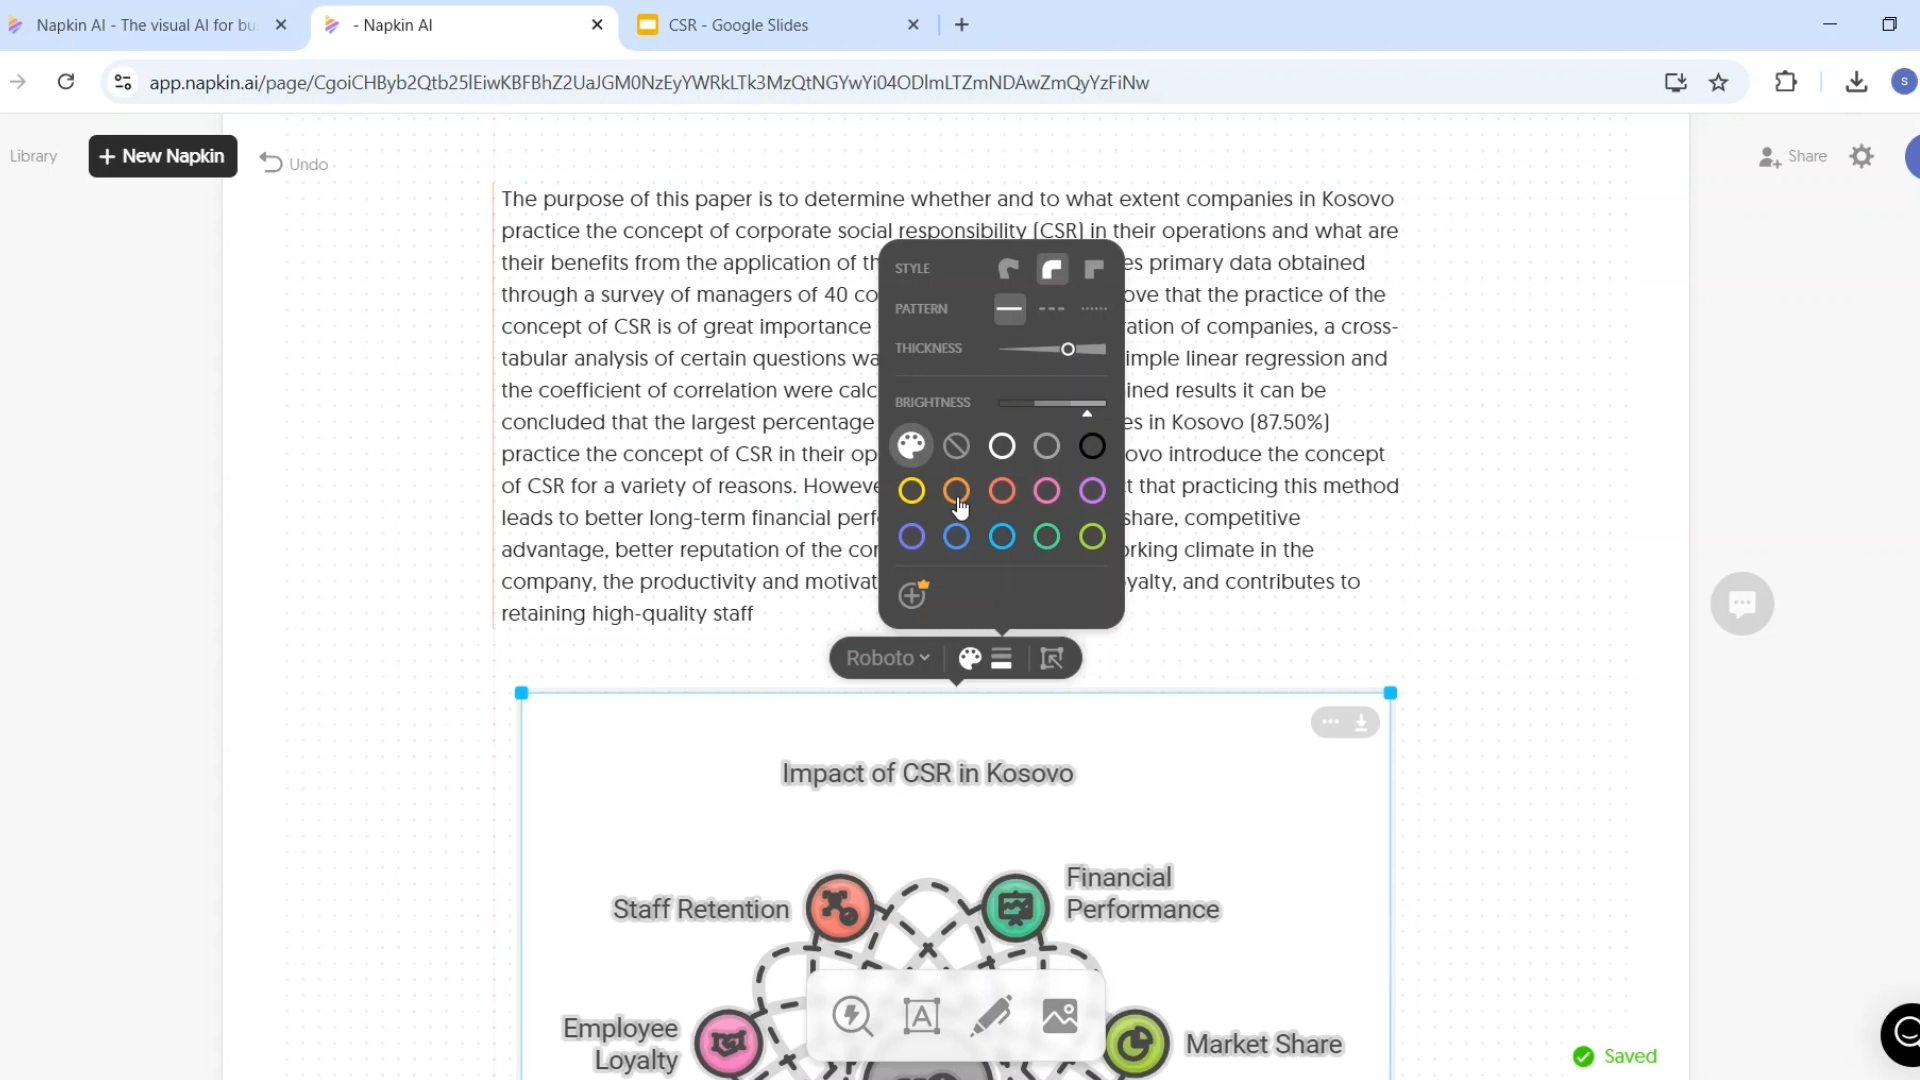 Napkin AI - The visual AI for bu
- Napkin AI
CSR - Google Slides
app.napkin.ai/page/CgoiCHByb2Qtb25lEiwKBFBhZ2UaJGM0NzEyYWRkLTk3MzQtNGYwYi04ODlmLTZmNDAwZmQyYzFiNw
S
Library
+ New Napkin
Undo
Share
The purpose of this paper is to determine whether and to what extent companies in Kosovo
practice the concept of corporate social responsibility (CSR) in their operations and what are
their benefits from the application of th es primary data obtained
through a survey of managers of 40 co ove that the practice of the
concept of CSR is of great importance ration of companies, a cross-
tabular analysis of certain questions wa imple linear regression and
the coefficient of correlation were calc ined results it can be
concluded that the largest percentage es in Kosovo (87.50%)
practice the concept of CSR in their op ovo introduce the concept
of CSR for a variety of reasons. Howeve t that practicing this method
leads to better long-term financial perf share, competitive
advantage, better reputation of the cor orking climate in the
company, the productivity and motivat yalty, and contributes to
retaining high-quality staff
STYLE
PATTERN
THICKNESS
BRIGHTNESS
Roboto
Impact of CSR in Kosovo
Staff Retention
Financial
Performance
Employee
Loyalty
Market Share
Saved